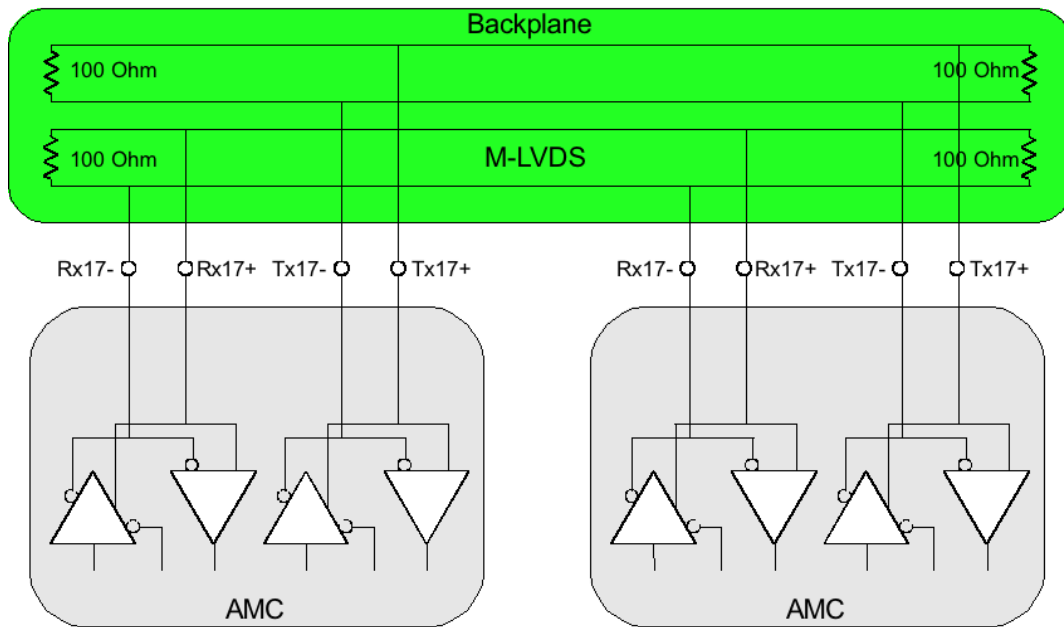 Backplane
100 Ohm
100 Ohm
100 Ohm
M-LVDS
100 Ohm
Rx17-
Rx17+
Tx17-
Tx17+
Rx17-
Rx17+
Tx17-
Tx17+
AMC
AMC